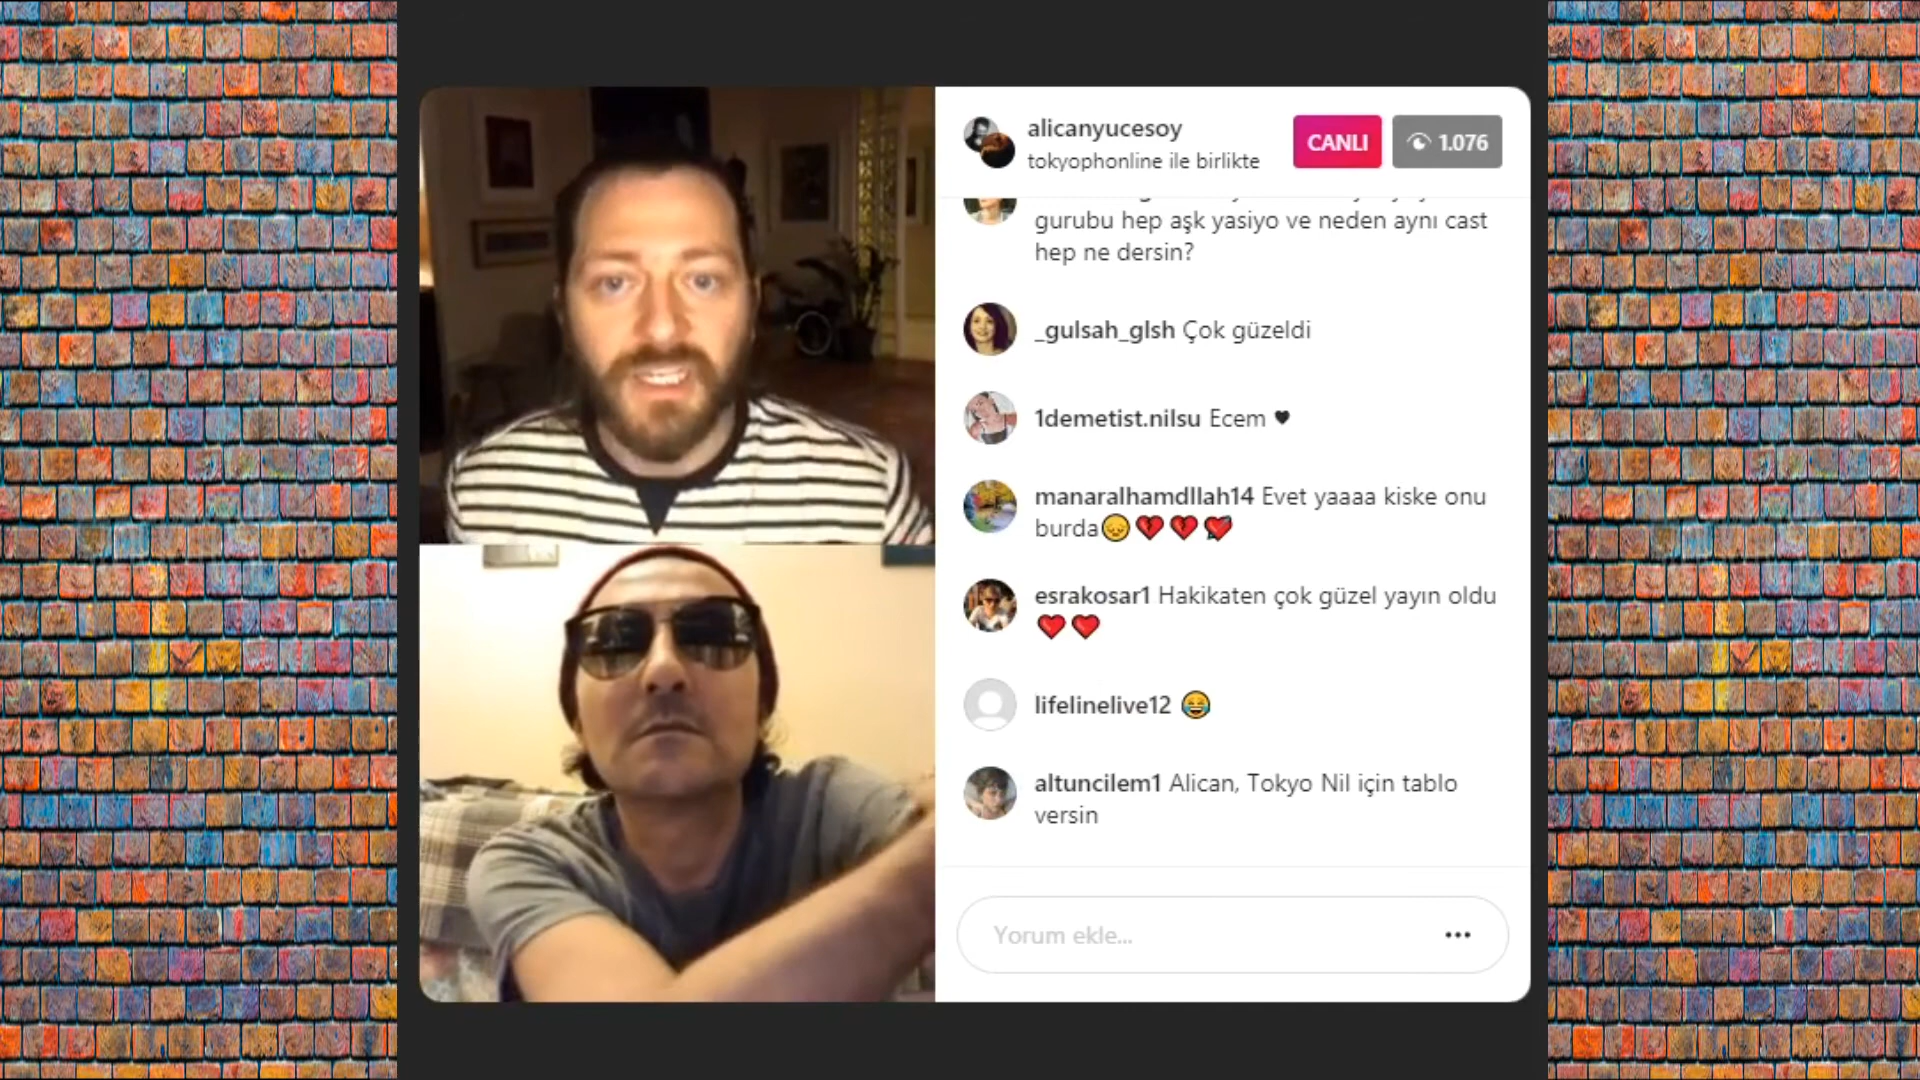 alicanyucesoy
tokyophonline ile birlikte
CANLI
1.076
gurubu hep aşk yasiyo ve neden aynı cast
hep ne dersin?
_gulsah_glsh Çok güzeldi
1demetist.nilsu Ecem ♥
manaralhamdllah14 Evet yaaaa kiske onu
burda😞💔💔💘
esrakosar1 Hakikaten çok güzel yayın oldu
❤️❤️
lifelinelive12 😂
altuncilem1 Alican, Tokyo Nil için tablo
versin
Yorum ekle...